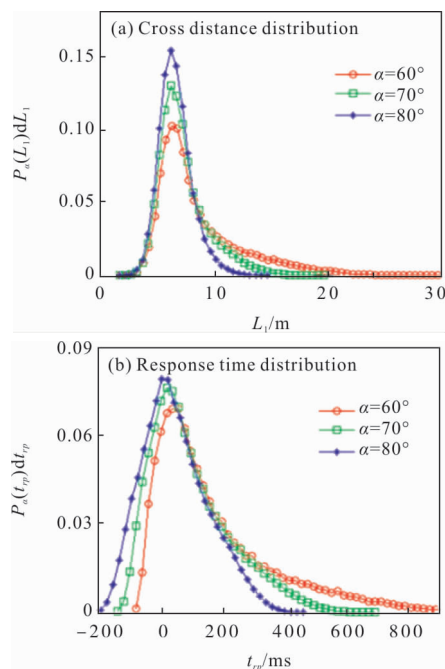 (a) Cross distance distribution
0.15
0.10
0.05
0
Pα(L₁)dL₁
α=60°
α=70°
α=80°
0 10 20 30
L₁/m
(b) Response time distribution
0.09
0.06
0.03
0
Pα(tᵣₚ)dtᵣₚ
α=60°
α=70°
α=80°
−200 0 200 400 600 800
tᵣₚ/ms